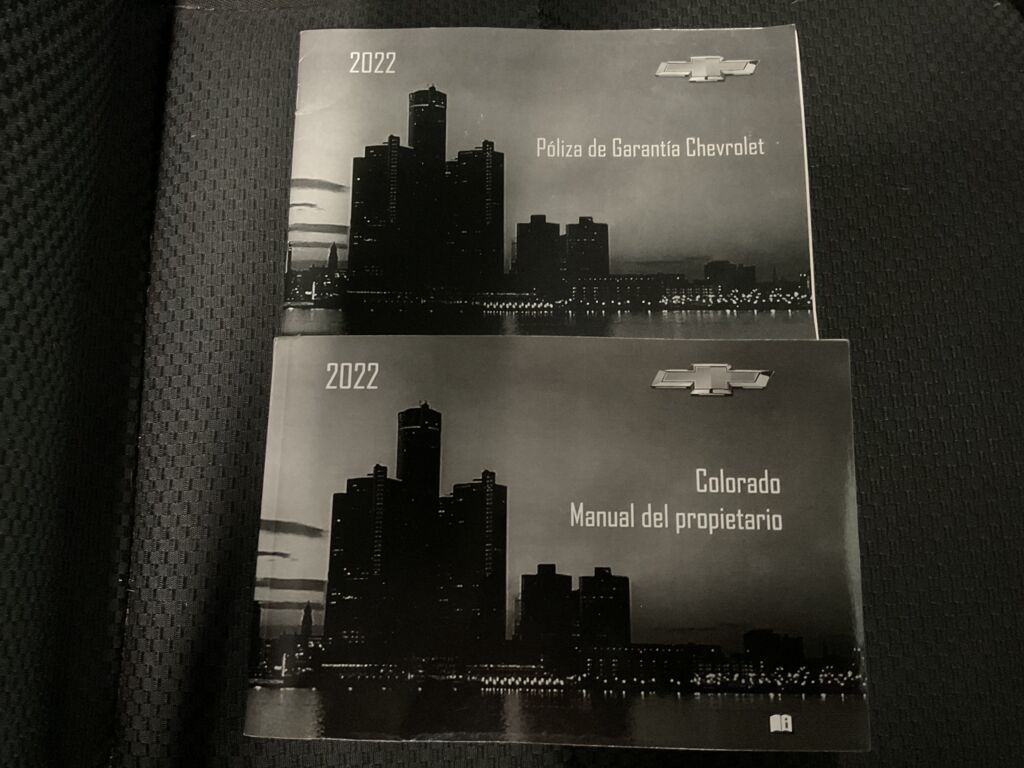 2022
Póliza de Garantía Chevrolet
2022
Colorado
Manual del propietario